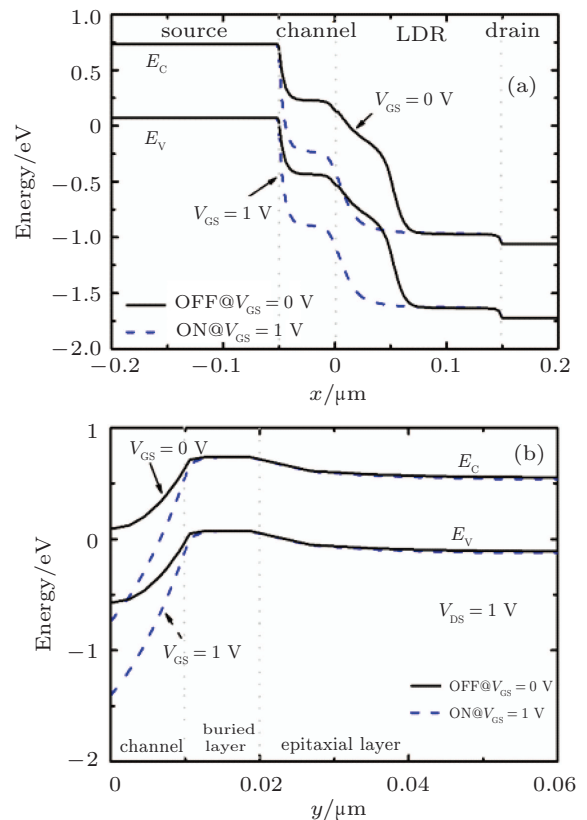 1.0
0.5
0
-0.5
-1.0
-1.5
-2.0
Energy/eV
source channel LDR drain
(a)
E_C
V_GS = 0 V
E_V
V_GS = 1 V
OFF@V_GS = 0 V
ON@V_GS = 1 V
-0.2 -0.1 0 0.1 0.2
x/μm
1
0
-1
-2
Energy/eV
(b)
V_GS = 0 V
E_C
E_V
V_DS = 1 V
V_GS = 1 V
OFF@V_GS = 0 V
ON@V_GS = 1 V
channel buried layer epitaxial layer
0 0.02 0.04 0.06
y/μm